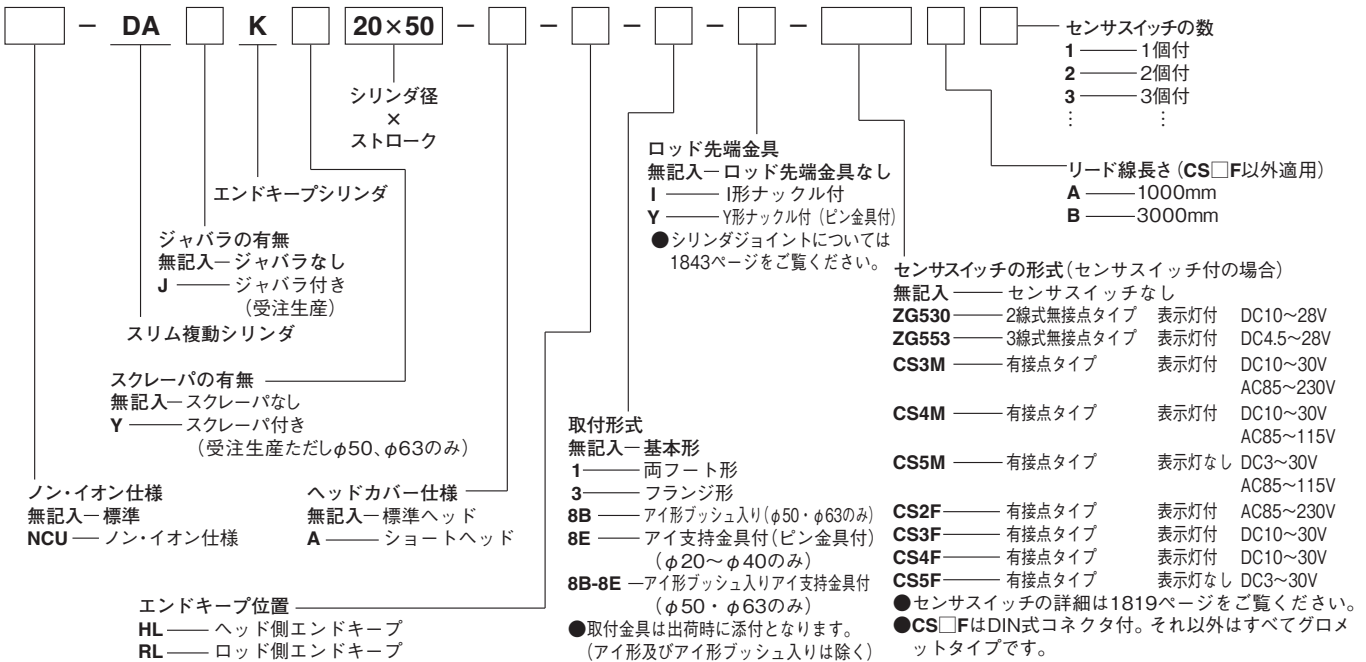 □ － DA □ K □ 20×50 － □ － □ － □ － □ － □ □ □
センサスイッチの数
1 ―― 1個付
2 ―― 2個付
3 ―― 3個付
⋮ ⋮
シリンダ径
×
ストローク
エンドキープシリンダ
ジャバラの有無
無記入―ジャバラなし
J ―― ジャバラ付き
(受注生産)
スリム複動シリンダ
スクレーパの有無
無記入―スクレーパなし
Y ―― スクレーパ付き
(受注生産ただしφ50、φ63のみ)
ノン・イオン仕様
無記入―標準
NCU ― ノン・イオン仕様
ヘッドカバー仕様
無記入―標準ヘッド
A ―― ショートヘッド
エンドキープ位置
HL ―― ヘッド側エンドキープ
RL ―― ロッド側エンドキープ
取付形式
無記入―基本形
1 ―― 両フート形
3 ―― フランジ形
8B ―― アイ形ブッシュ入り(φ50・φ63のみ)
8E ―― アイ支持金具付(ピン金具付)
(φ20〜φ40のみ)
8B-8E ―アイ形ブッシュ入りアイ支持金具付
(φ50・φ63のみ)
●取付金具は出荷時に添付となります。
(アイ形及びアイ形ブッシュ入りは除く)
ロッド先端金具
無記入―ロッド先端金具なし
I ―― I形ナックル付
Y ―― Y形ナックル付(ピン金具付)
●シリンダジョイントについては
1843ページをご覧ください。
リード線長さ(CS□F以外適用)
A ―― 1000mm
B ―― 3000mm
センサスイッチの形式(センサスイッチ付の場合)
無記入 ―― センサスイッチなし
ZG530 ―― 2線式無接点タイプ 表示灯付 DC10〜28V
ZG553 ―― 3線式無接点タイプ 表示灯付 DC4.5〜28V
CS3M ―― 有接点タイプ 表示灯付 DC10〜30V
AC85〜230V
CS4M ―― 有接点タイプ 表示灯付 DC10〜30V
AC85〜115V
CS5M ―― 有接点タイプ 表示灯なし DC3〜30V
AC85〜115V
CS2F ―― 有接点タイプ 表示灯付 AC85〜230V
CS3F ―― 有接点タイプ 表示灯付 DC10〜30V
CS4F ―― 有接点タイプ 表示灯付 DC10〜30V
CS5F ―― 有接点タイプ 表示灯なし DC3〜30V
●センサスイッチの詳細は1819ページをご覧ください。
●CS□FはDIN式コネクタ付。それ以外はすべてグロメ
ットタイプです。